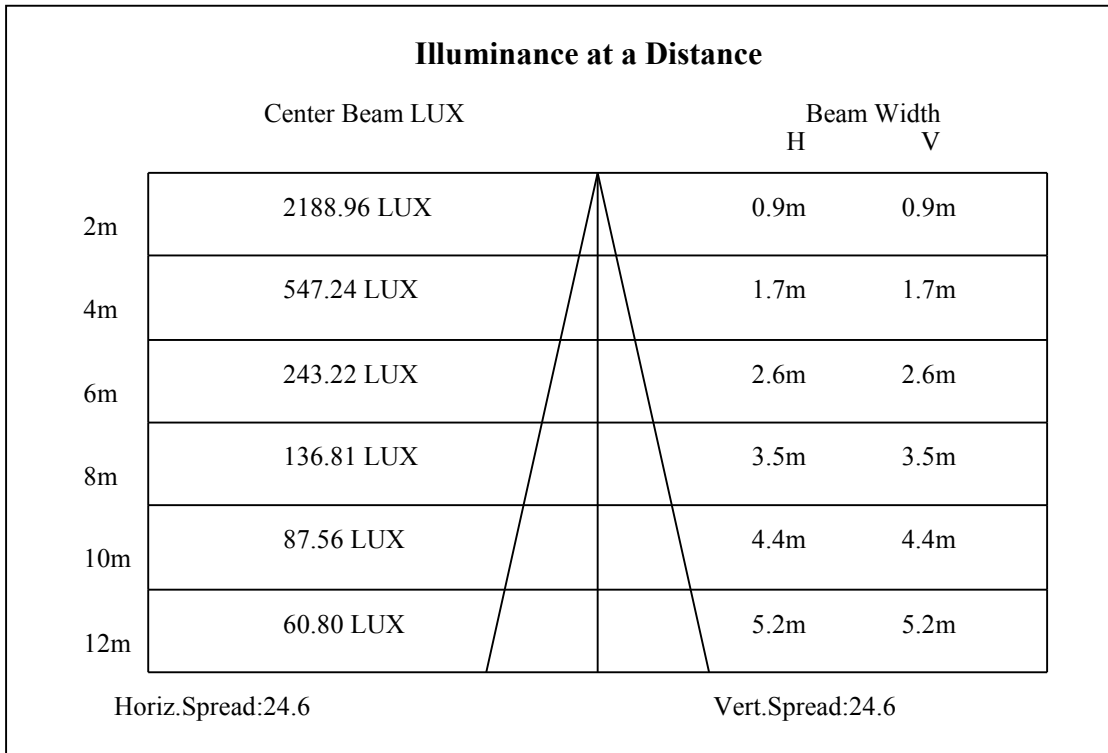 Illuminance at a Distance
Center Beam LUX Beam Width
H V
2m 2188.96 LUX 0.9m 0.9m
4m 547.24 LUX 1.7m 1.7m
6m 243.22 LUX 2.6m 2.6m
8m 136.81 LUX 3.5m 3.5m
10m 87.56 LUX 4.4m 4.4m
12m 60.80 LUX 5.2m 5.2m
Horiz.Spread:24.6 Vert.Spread:24.6